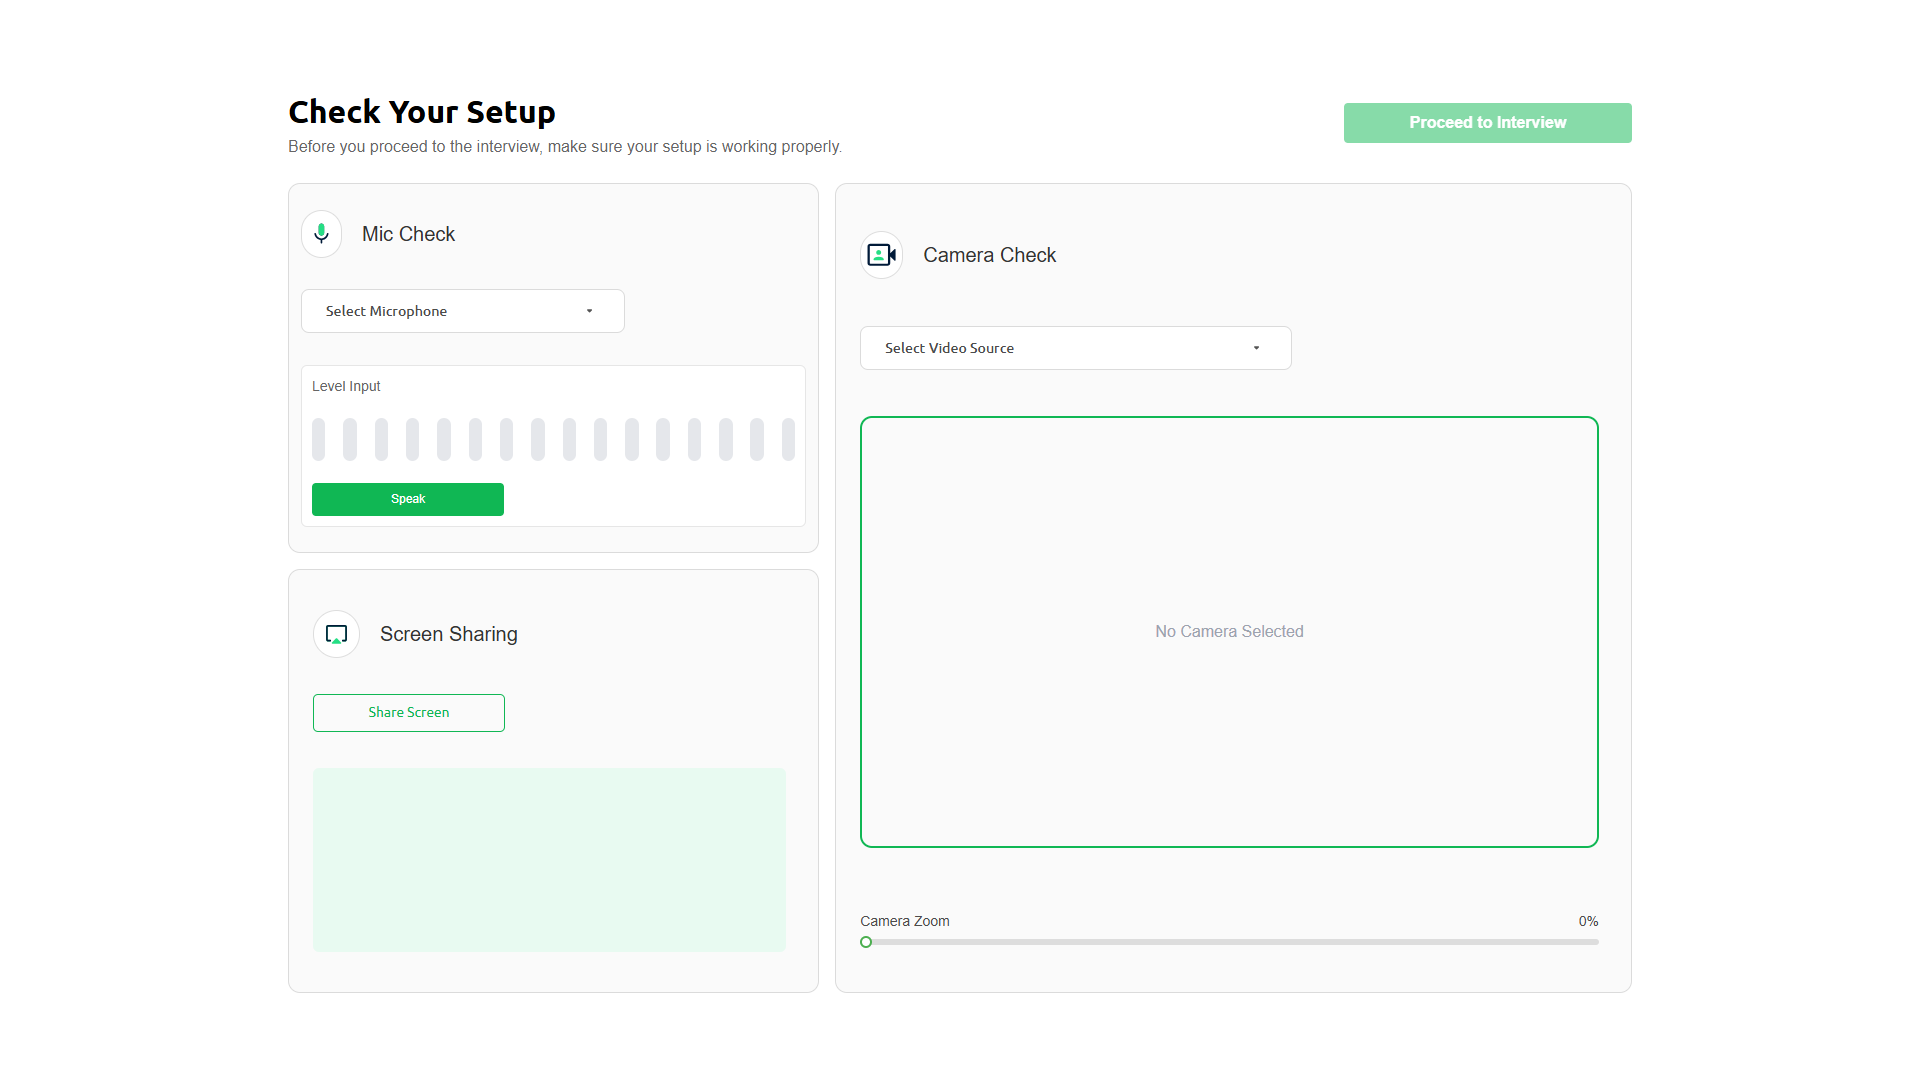 Check Your Setup
Before you proceed to the interview, make sure your setup is working properly.
Proceed to Interview
Mic Check
Select Microphone
Level Input
Speak
Screen Sharing
Share Screen
Camera Check
Select Video Source
No Camera Selected
Camera Zoom
0%